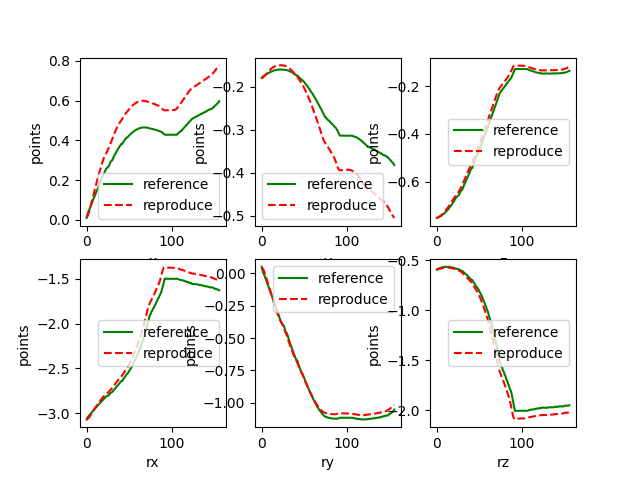 0.8
0.6
0.4
0.2
0.0
points
reference
reproduce
0
100
−0.2
−0.3
−0.4
−0.5
points
reference
reproduce
0
100
−0.2
−0.4
−0.6
points
reference
reproduce
0
100
−1.5
−2.0
−2.5
−3.0
points
reference
reproduce
0
100
rx
0.00
−0.25
−0.50
−0.75
−1.00
points
reference
reproduce
0
100
ry
−0.5
−1.0
−1.5
−2.0
points
reference
reproduce
0
100
rz